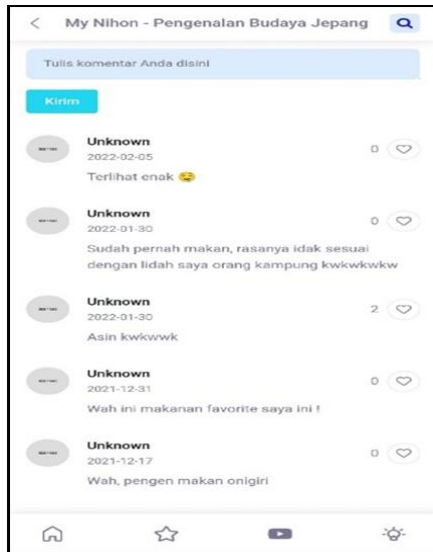 My Nihon - Pengenalan Budaya Jepang
Tulis komentar Anda disini
Kirim
Unknown
2022-02-05
0
Terlihat enak 🤤
Unknown
2022-01-30
0
Sudah pernah makan, rasanya idak sesuai
dengan lidah saya orang kampung kwkwkwkw
Unknown
2022-01-30
2
Asin kwkwwk
Unknown
2021-12-31
0
Wah ini makanan favorite saya ini !
Unknown
2021-12-17
0
Wah, pengen makan onigiri